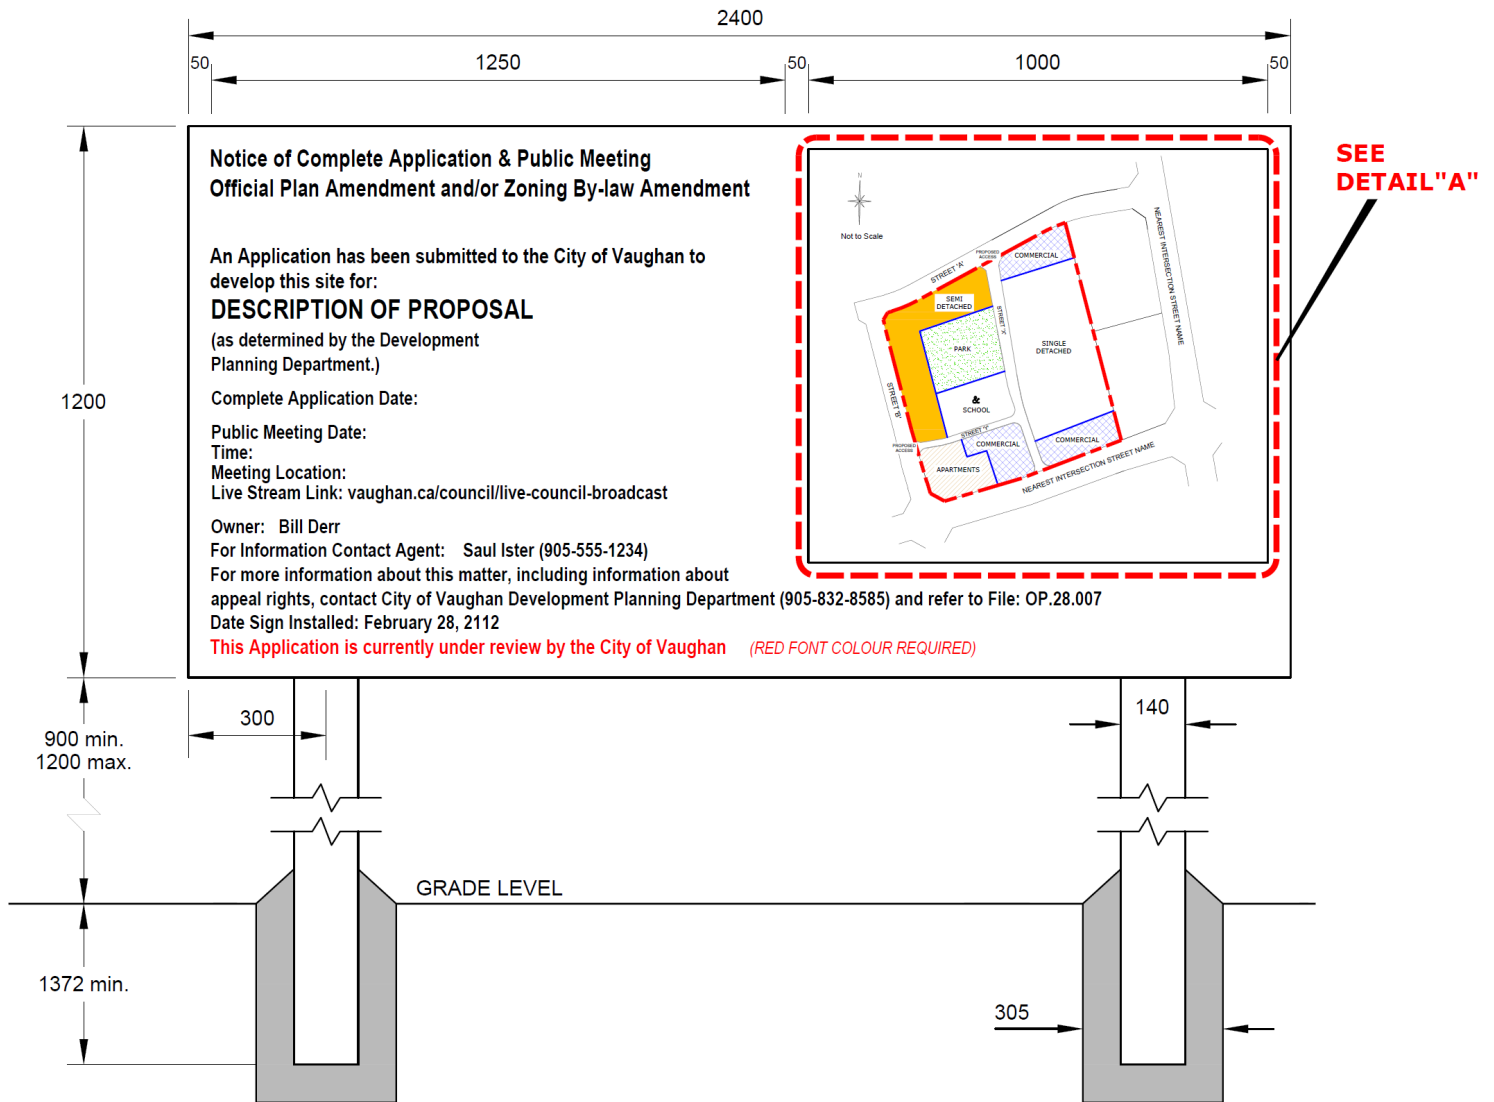 2400
50
1250
50
1000
50
Notice of Complete Application & Public Meeting
Official Plan Amendment and/or Zoning By-law Amendment
An Application has been submitted to the City of Vaughan to
develop this site for:
DESCRIPTION OF PROPOSAL
(as determined by the Development
Planning Department.)
Complete Application Date:
Public Meeting Date:
Time:
Meeting Location:
Live Stream Link: vaughan.ca/council/live-council-broadcast
Owner: Bill Derr
For Information Contact Agent: Saul Ister (905-555-1234)
For more information about this matter, including information about
appeal rights, contact City of Vaughan Development Planning Department (905-832-8585) and refer to File: OP.28.007
Date Sign Installed: February 28, 2112
This Application is currently under review by the City of Vaughan (RED FONT COLOUR REQUIRED)
N
Not to Scale
STREET 'A'
PROPOSED
ACCESS
COMMERCIAL
NEAREST INTERSECTION STREET NAME
SEMI
DETACHED
STREET 'X'
PARK
SINGLE
DETACHED
STREET 'B'
&
SCHOOL
STREET 'Y'
PROPOSED
ACCESS
COMMERCIAL
COMMERCIAL
APARTMENTS
NEAREST INTERSECTION STREET NAME
SEE
DETAIL"A"
1200
300
140
900 min.
1200 max.
GRADE LEVEL
1372 min.
305